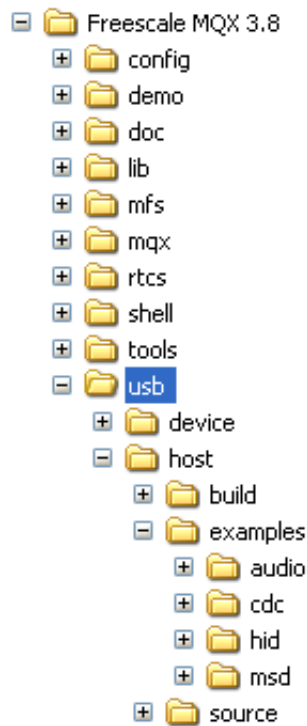 Freescale MQX 3.8
config
demo
doc
lib
mfs
mqx
rtcs
shell
tools
usb
device
host
build
examples
audio
cdc
hid
msd
source